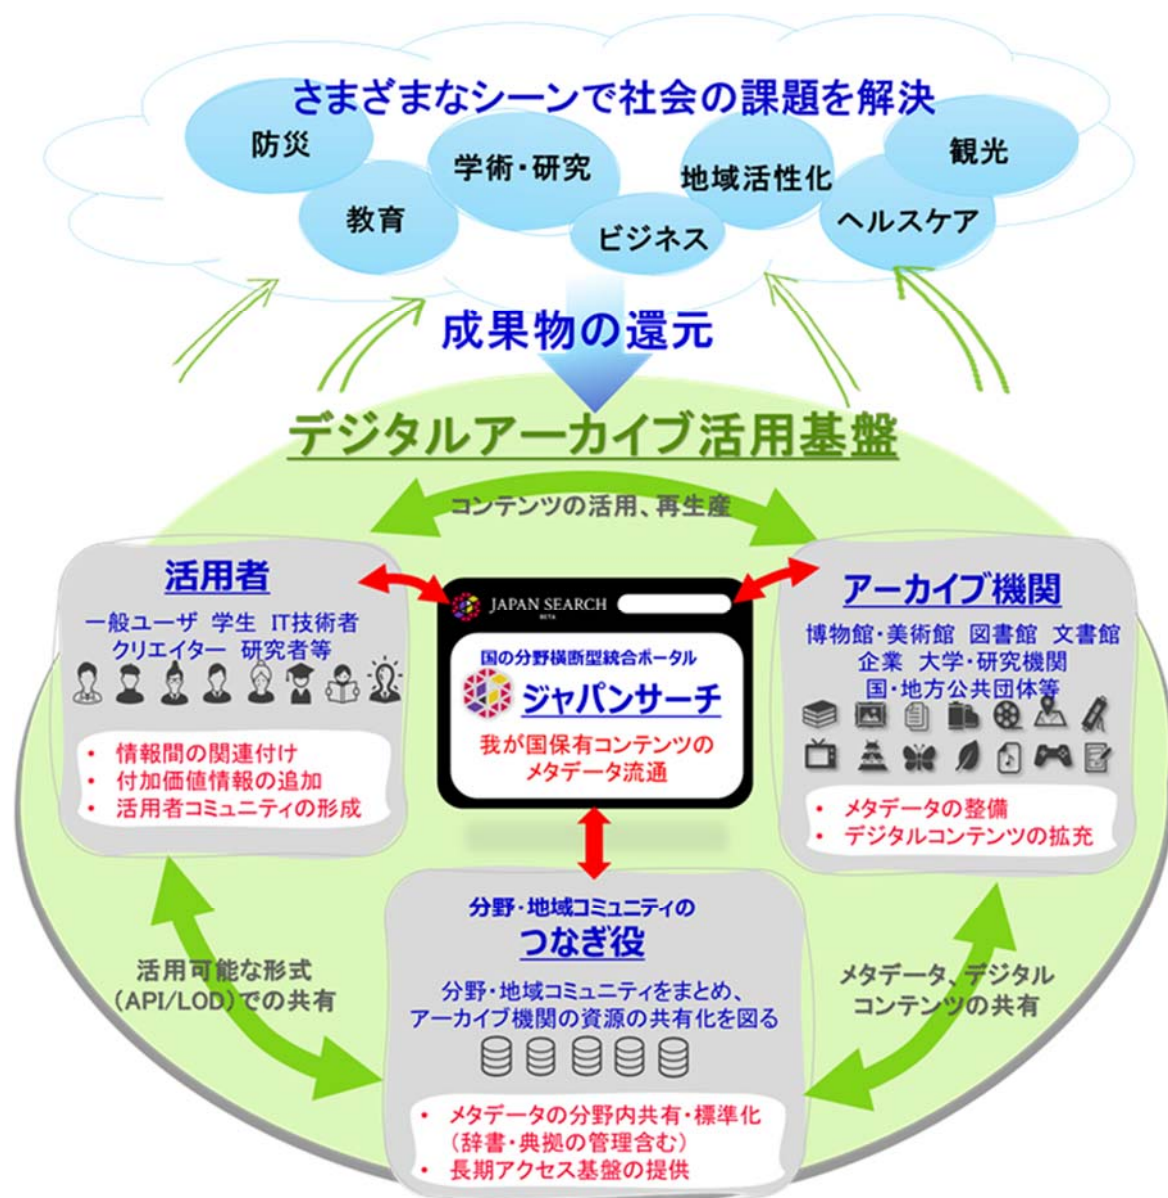 さまざまなシーンで社会の課題を解決
防災
学術・研究
地域活性化
観光
教育
ビジネス
ヘルスケア
成果物の還元
デジタルアーカイブ活用基盤
コンテンツの活用、再生産
活用者
一般ユーザ 学生 IT技術者
クリエイター 研究者等
• 情報間の関連付け
• 付加価値情報の追加
• 活用者コミュニティの形成
JAPAN SEARCH
BETA
国の分野横断型統合ポータル
ジャパンサーチ
我が国保有コンテンツの
メタデータ流通
アーカイブ機関
博物館・美術館 図書館 文書館
企業 大学・研究機関
国・地方公共団体等
• メタデータの整備
• デジタルコンテンツの拡充
分野・地域コミュニティの
つなぎ役
分野・地域コミュニティをまとめ、
アーカイブ機関の資源の共有化を図る
• メタデータの分野内共有・標準化
(辞書・典拠の管理含む)
• 長期アクセス基盤の提供
活用可能な形式
(API/LOD)での共有
メタデータ、デジタル
コンテンツの共有